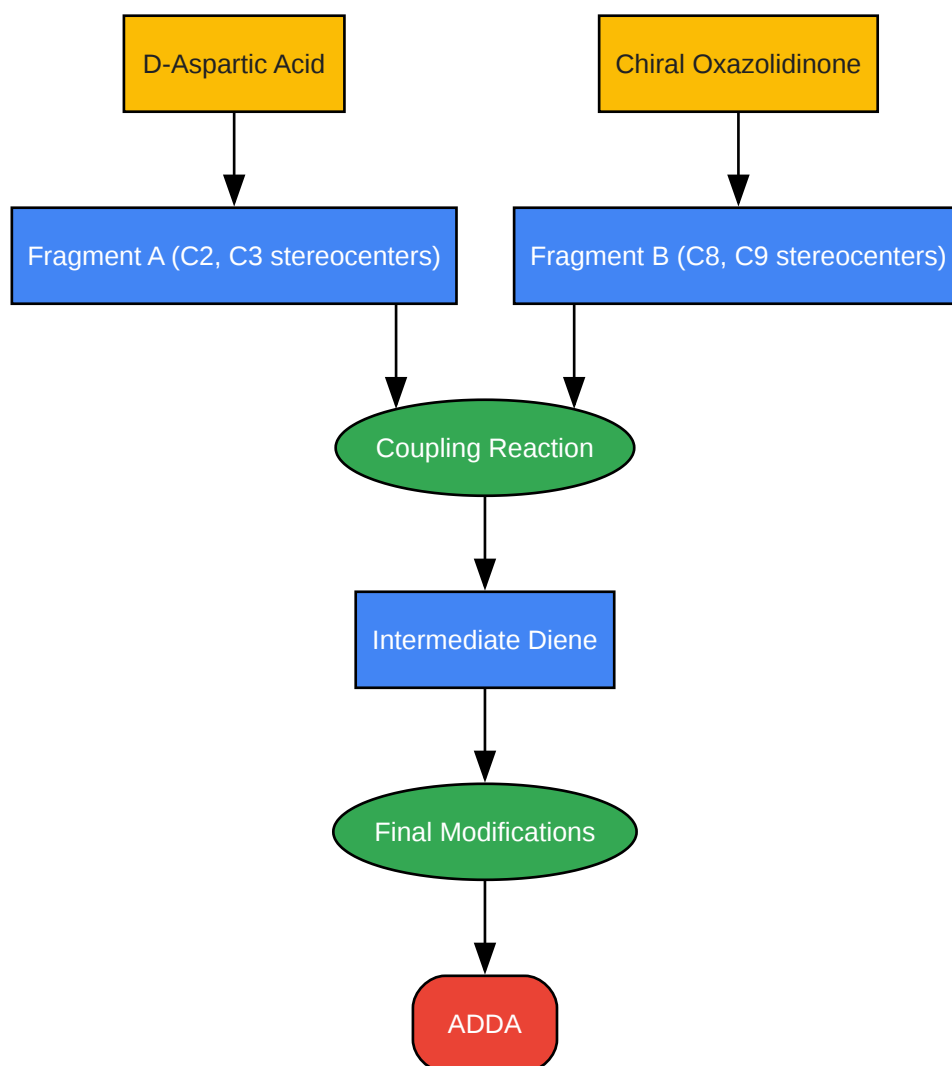 D-Aspartic Acid
Chiral Oxazolidinone
Fragment A (C2, C3 stereocenters)
Fragment B (C8, C9 stereocenters)
Coupling Reaction
Intermediate Diene
Final Modifications
ADDA